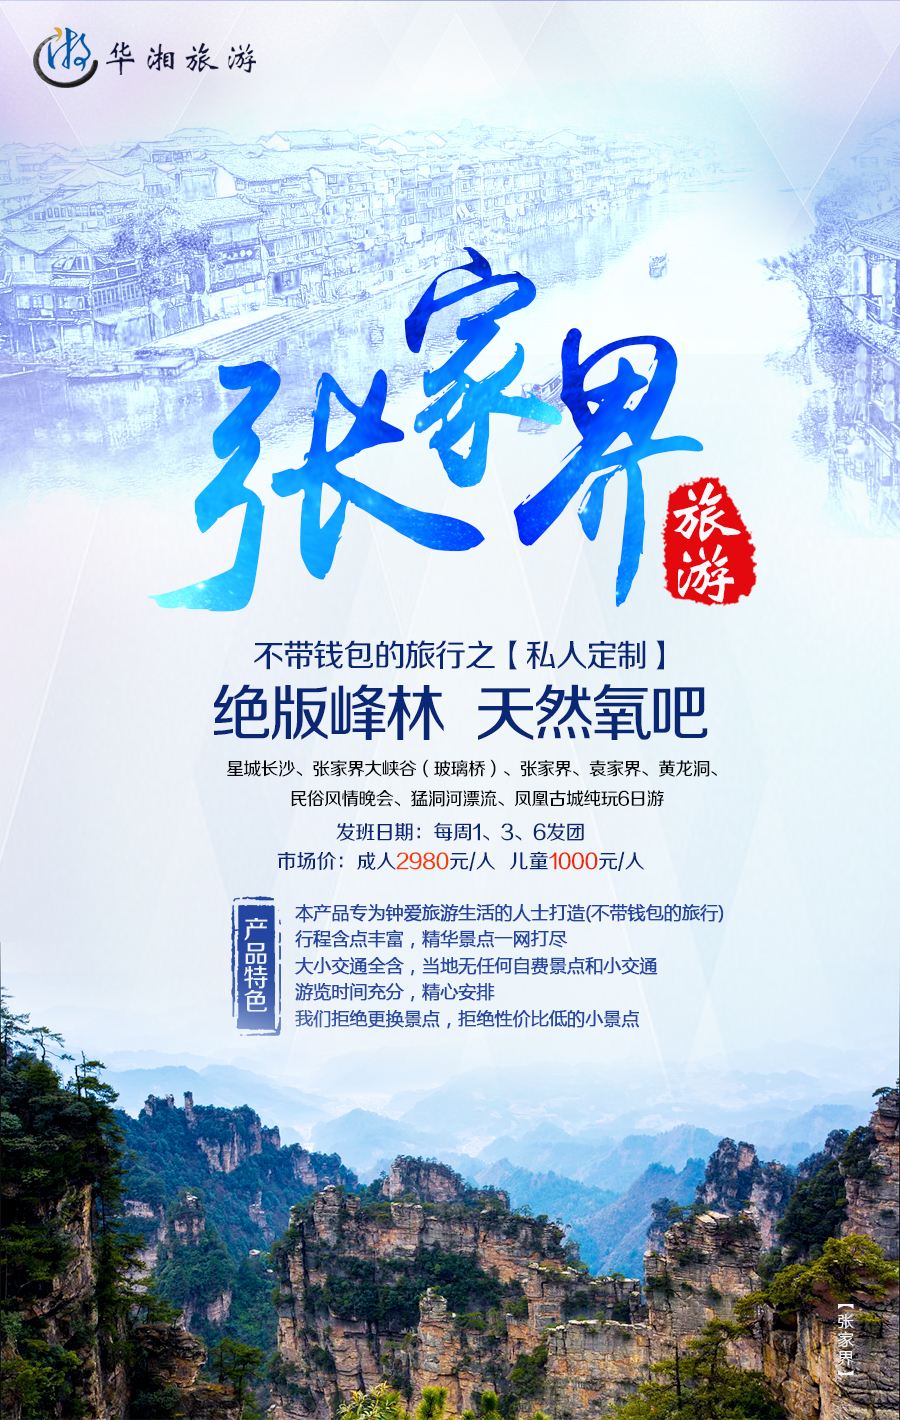 华湘旅游
张家界
旅游
不带钱包的旅行之【私人定制】
绝版峰林 天然氧吧
星城长沙、张家界大峡谷（玻璃桥）、张家界、袁家界、黄龙洞、
民俗风情晚会、猛洞河漂流、凤凰古城纯玩6日游
发班日期：每周1、3、6发团
市场价：成人2980元/人 儿童1000元/人
产品特色
本产品专为钟爱旅游生活的人士打造(不带钱包的旅行)
行程含点丰富，精华景点一网打尽
大小交通全含，当地无任何自费景点和小交通
游览时间充分，精心安排
我们拒绝更换景点，拒绝性价比低的小景点
【张家界】